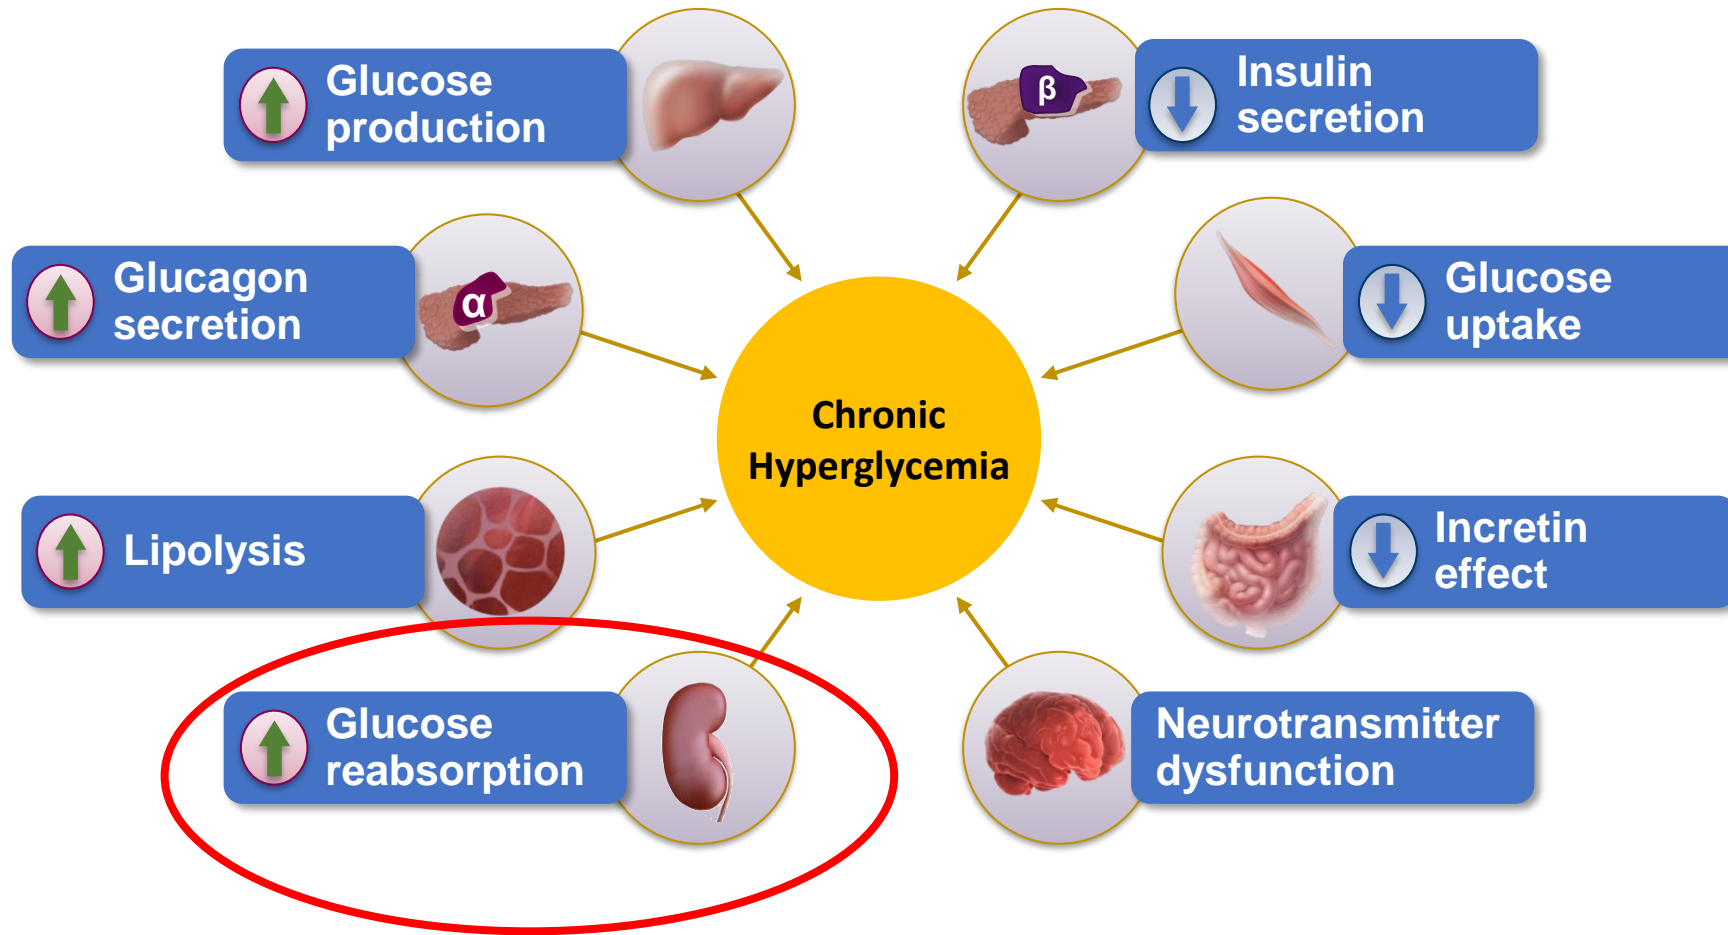 Glucose
production
β
Insulin
secretion
Glucagon
secretion
α
Glucose
uptake
Chronic
Hyperglycemia
Lipolysis
Incretin
effect
Glucose
reabsorption
Neurotransmitter
dysfunction